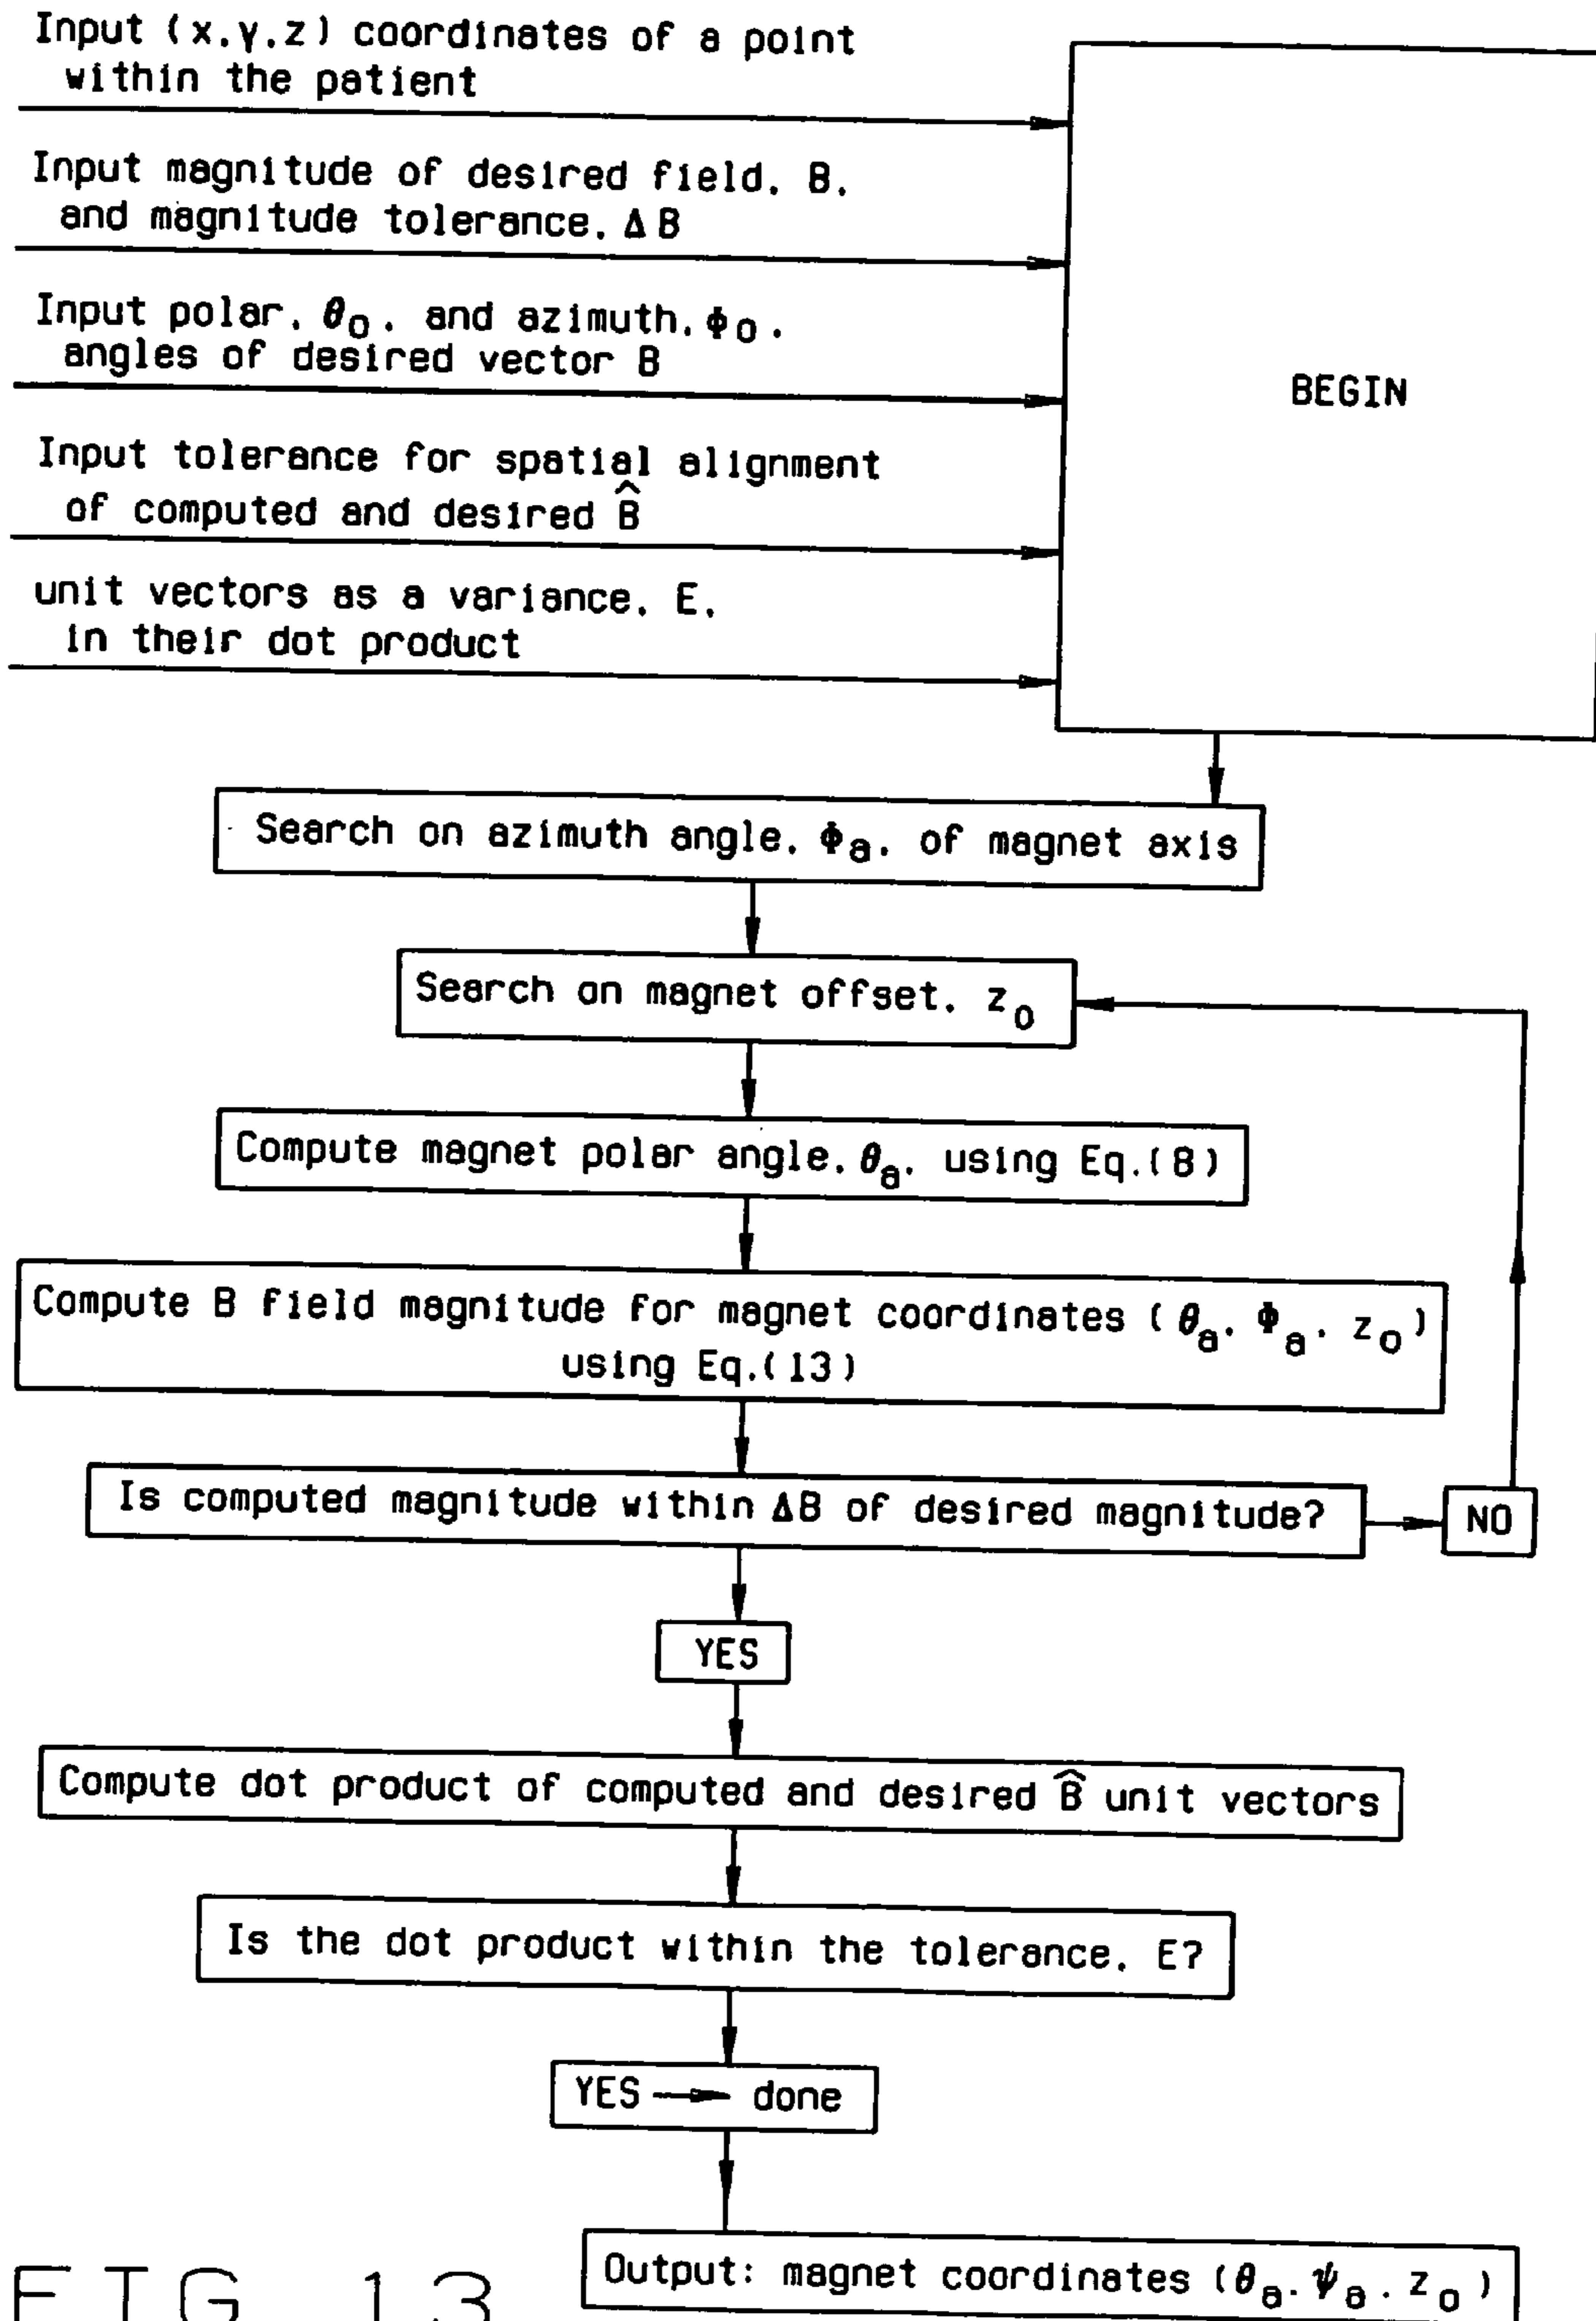 Input (x.y.z) coordinates of a point
within the patient
Input magnitude of desired field. B.
and magnitude tolerance. Δ B
Input polar. θ₀. and azimuth. Φ₀.
angles of desired vector B
Input tolerance for spatial alignment
of computed and desired B̂
unit vectors as a variance. E.
in their dot product
BEGIN
Search on azimuth angle. Φₐ. of magnet axis
Search on magnet offset. z₀
Compute magnet polar angle. θₐ. using Eq.(8)
Compute B field magnitude for magnet coordinates (θₐ. Φₐ. z₀)
using Eq.(13)
Is computed magnitude within ΔB of desired magnitude?
NO
YES
Compute dot product of computed and desired B̂ unit vectors
Is the dot product within the tolerance. E?
YES → done
Output: magnet coordinates (θₐ. ψₐ. z₀)
FIG 13